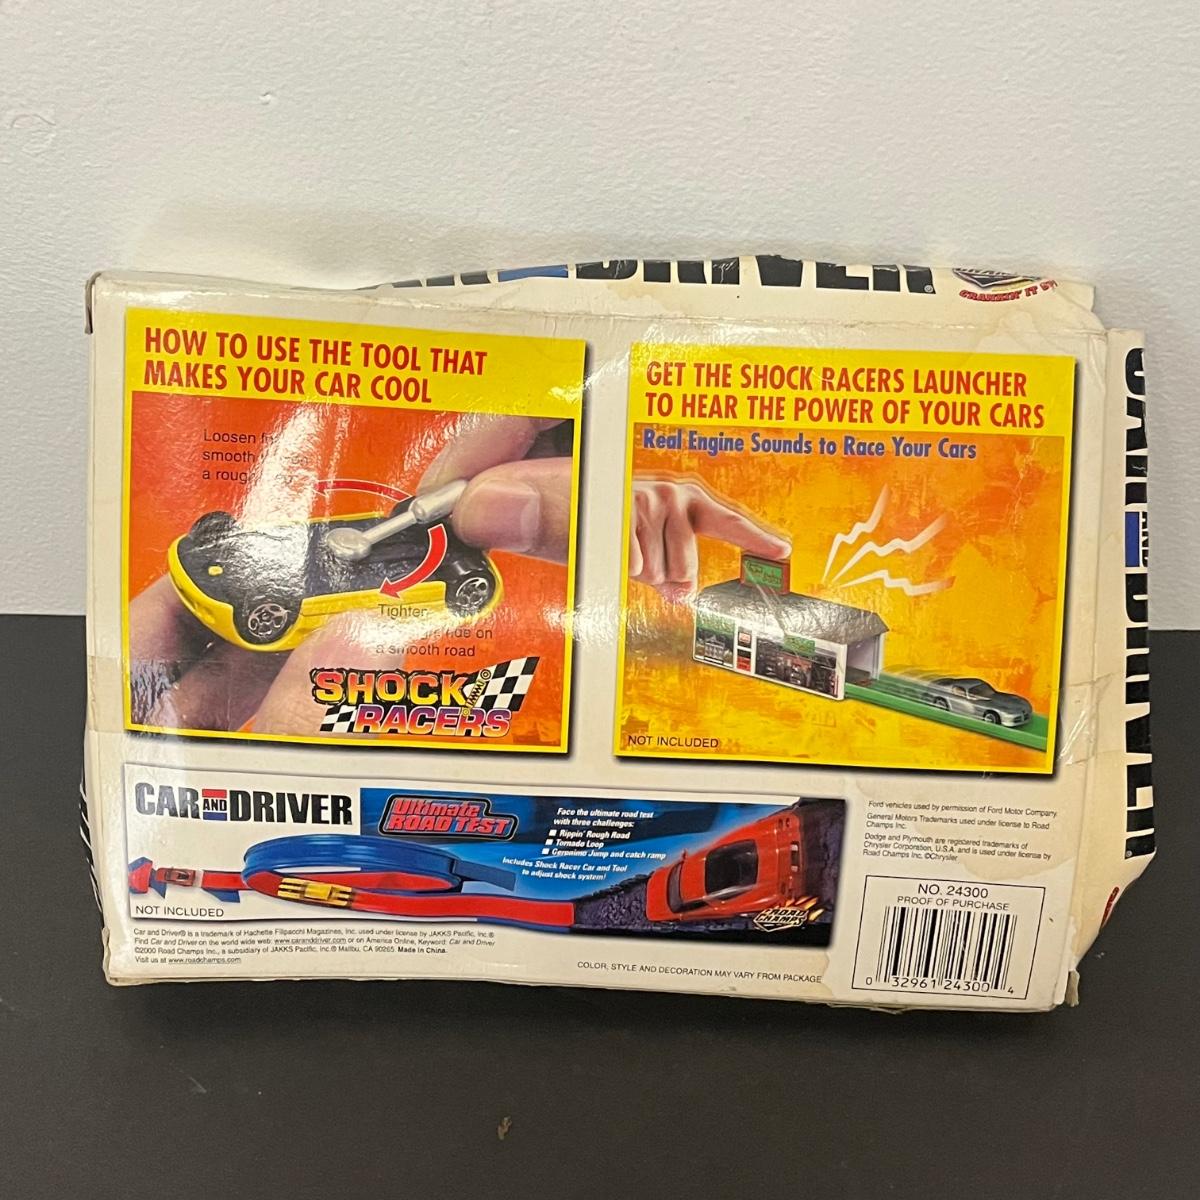 DRIVER
CRANKIN' IT UP
HOW TO USE THE TOOL THAT
MAKES YOUR CAR COOL
Loosen
smooth
a rough
Tighten
ride on
a smooth road
SHOCK
RACERS
GET THE SHOCK RACERS LAUNCHER
TO HEAR THE POWER OF YOUR CARS
Real Engine Sounds to Race Your Cars
NOT INCLUDED
CAR AND DRIVER
Ultimate
ROAD TEST
Face the ultimate road test
with three challenges:
Rippin' Rough Road
Tornado Loop
Geronimo Jump and catch ramp
Includes Shock Racer Car and Tool
to adjust shock system!
ROAD
CHAMPS
NOT INCLUDED
Car and Driver® is a trademark of Hachette Filipacchi Magazines, Inc. used under license by JAKKS Pacific, Inc.®
Find Car and Driver on the world wide web: www.caranddriver.com or on America Online, Keyword: Car and Driver
©2000 Road Champs Inc., a subsidiary of JAKKS Pacific, Inc.® Malibu, CA 90265. Made in China.
Visit us at www.roadchamps.com
COLOR, STYLE AND DECORATION MAY VARY FROM PACKAGE
Ford vehicles used by permission of Ford Motor Company.
General Motors Trademarks used under license to Road
Champs Inc.
Dodge and Plymouth are registered trademarks of
Chrysler Corporation, U.S.A. and is used under license by
Road Champs Inc. ©Chrysler
NO. 24300
PROOF OF PURCHASE
0 32961 24300 4
CAR AND DRIVER